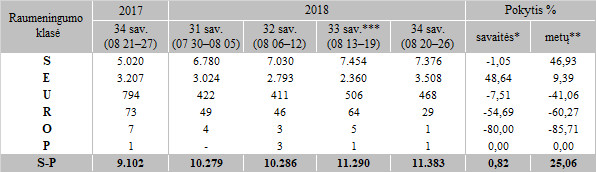 Raumeningumo klasė 2017 2018 Pokytis %
34 sav. (08 21–27) 31 sav. (07 30–08 05) 32 sav. (08 06–12) 33 sav.*** (08 13–19) 34 sav. (08 20–26) savaitės* metų**
S 5.020 6.780 7.030 7.454 7.376 -1,05 46,93
E 3.207 3.024 2.793 2.360 3.508 48,64 9,39
U 794 422 411 506 468 -7,51 -41,06
R 73 49 46 64 29 -54,69 -60,27
O 7 4 3 5 1 -80,00 -85,71
P 1 - 3 1 1 0,00 0,00
S-P 9.102 10.279 10.286 11.290 11.383 0,82 25,06